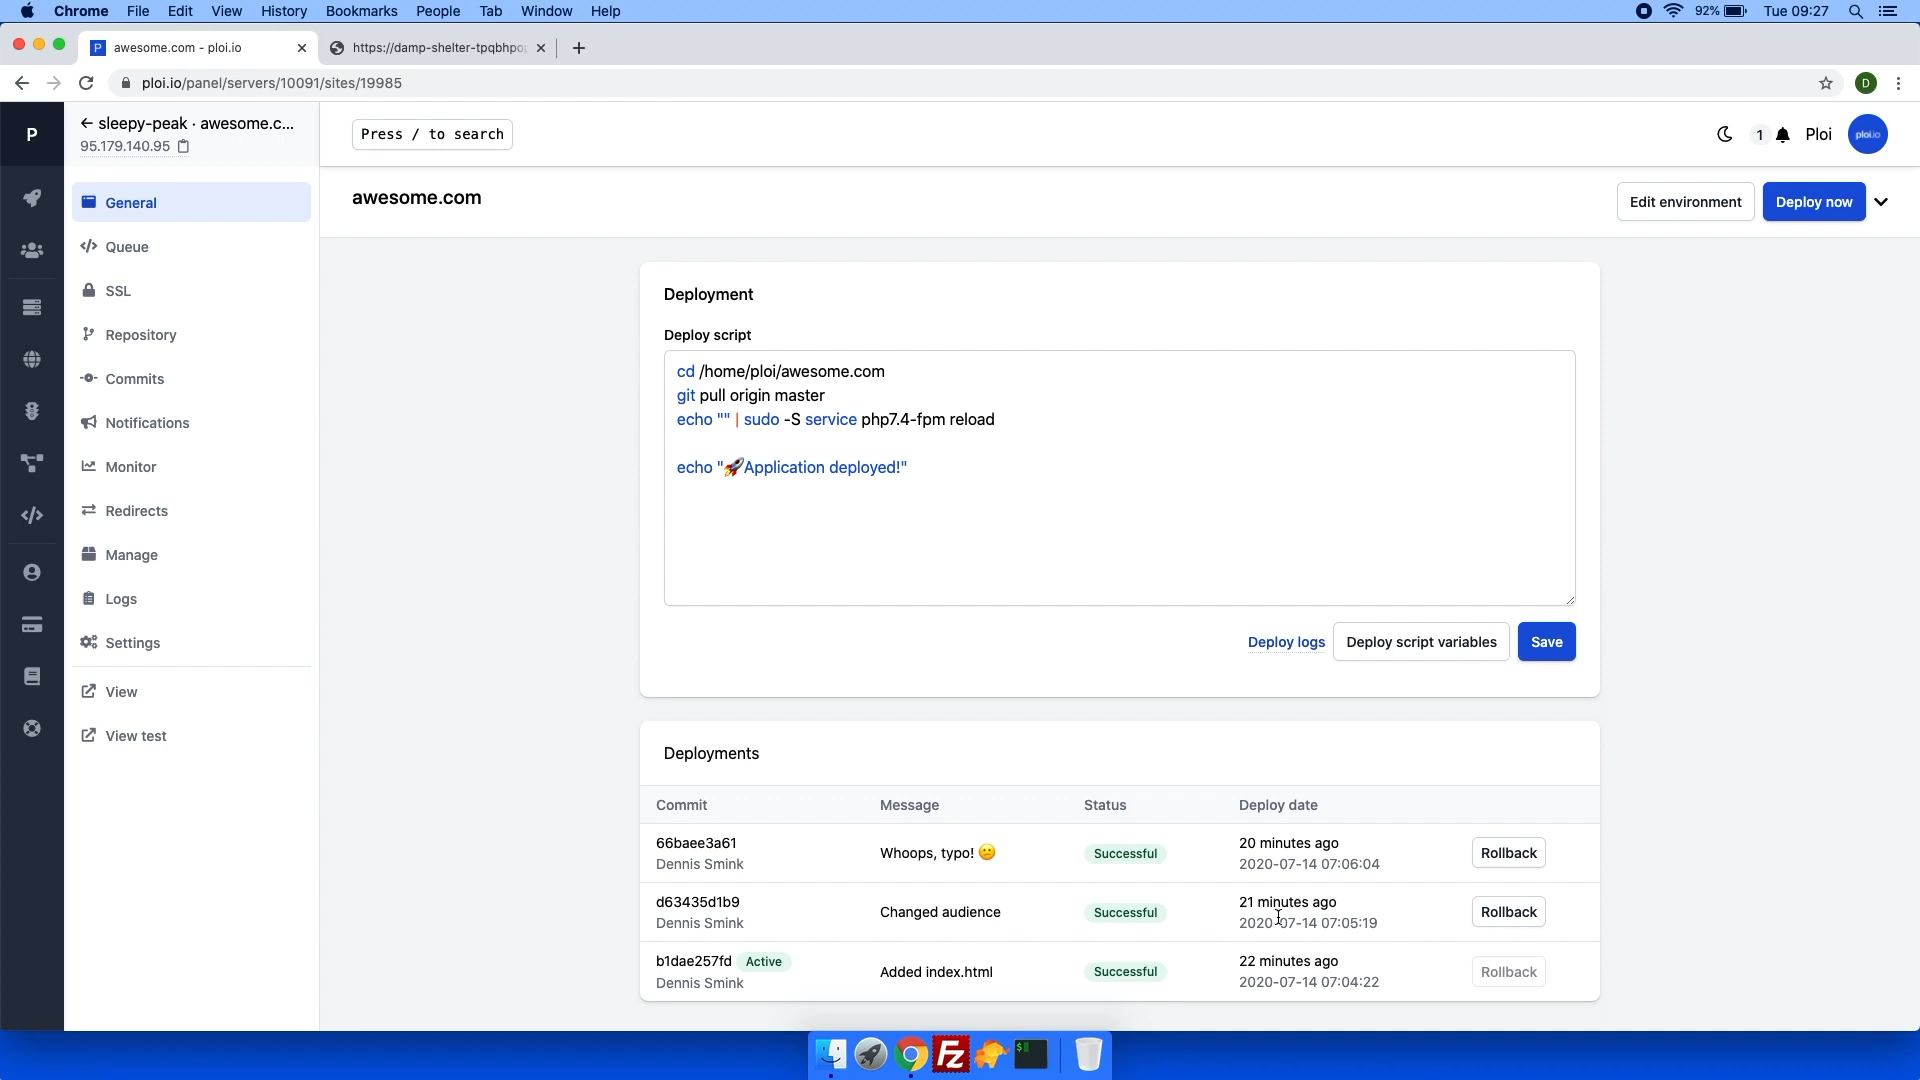 Chrome File Edit View History Bookmarks People Tab Window Help
92% Tue 09:27
P awesome.com - ploi.io
https://damp-shelter-tpqbhpop
ploi.io/panel/servers/10091/sites/19985
D
P
← sleepy-peak · awesome.c...
95.179.140.95
Press / to search
1 Ploi ploi.io
General
Queue
SSL
Repository
Commits
Notifications
Monitor
Redirects
Manage
Logs
Settings
View
View test
awesome.com
Edit environment Deploy now
Deployment
Deploy script
cd /home/ploi/awesome.com
git pull origin master
echo "" | sudo -S service php7.4-fpm reload
echo "🚀Application deployed!"
Deploy logs Deploy script variables Save
Deployments
Commit Message Status Deploy date
66baee3a61 Whoops, typo! 😕 Successful 20 minutes ago Rollback
Dennis Smink 2020-07-14 07:06:04
d63435d1b9 Changed audience Successful 21 minutes ago Rollback
Dennis Smink 2020-07-14 07:05:19
b1dae257fd Active Added index.html Successful 22 minutes ago Rollback
Dennis Smink 2020-07-14 07:04:22
Fz
$